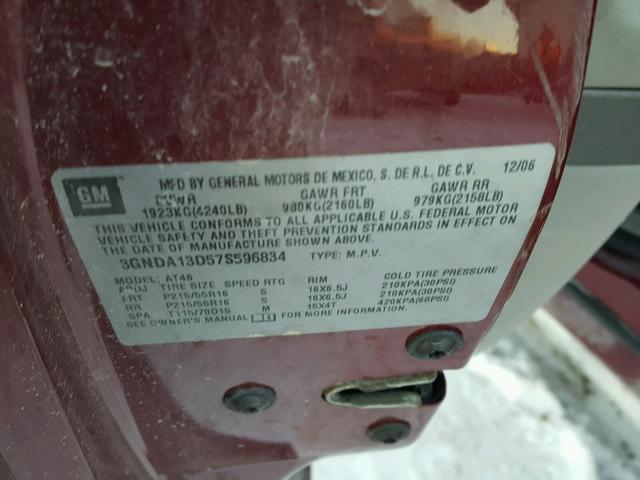 GM
MFD BY GENERAL MOTORS DE MEXICO, S. DE R.L. DE C.V. 12/06
GVWR GAWR FRT GAWR RR
1923KG(4240LB) 980KG(2160LB) 979KG(2158LB)
THIS VEHICLE CONFORMS TO ALL APPLICABLE U.S. FEDERAL MOTOR
VEHICLE SAFETY AND THEFT PREVENTION STANDARDS IN EFFECT ON
THE DATE OF MANUFACTURE SHOWN ABOVE.
3GNDA13D57S596834 TYPE: M.P.V.
MODEL: AT46
TIRE SIZE SPEED RTG RIM COLD TIRE PRESSURE
FRT P215/55R16 S 16X6.5J 210KPA(30PSI)
RR P215/55R16 S 16X6.5J 210KPA(30PSI)
SPA T115/70D15 M 15X4T 420KPA(60PSI)
SEE OWNER'S MANUAL FOR MORE INFORMATION.